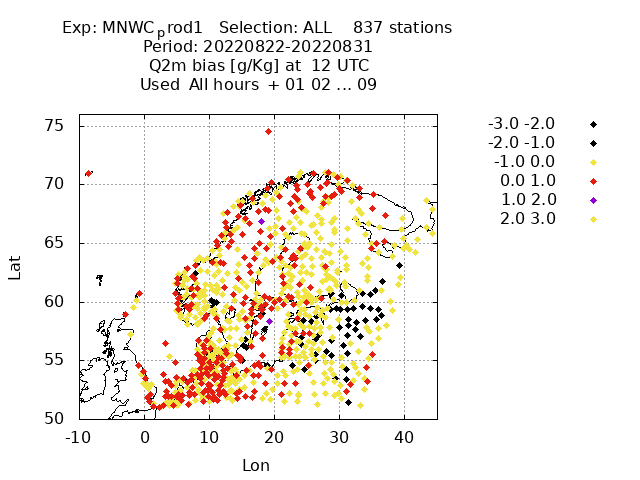 Exp: MNWCprod1 Selection: ALL 837 stations
Period: 20220822-20220831
Q2m bias [g/Kg] at 12 UTC
Used All hours + 01 02 ... 09
-3.0 -2.0
-2.0 -1.0
-1.0 0.0
0.0 1.0
1.0 2.0
2.0 3.0
75
70
65
60
55
50
Lat
-10 0 10 20 30 40
Lon